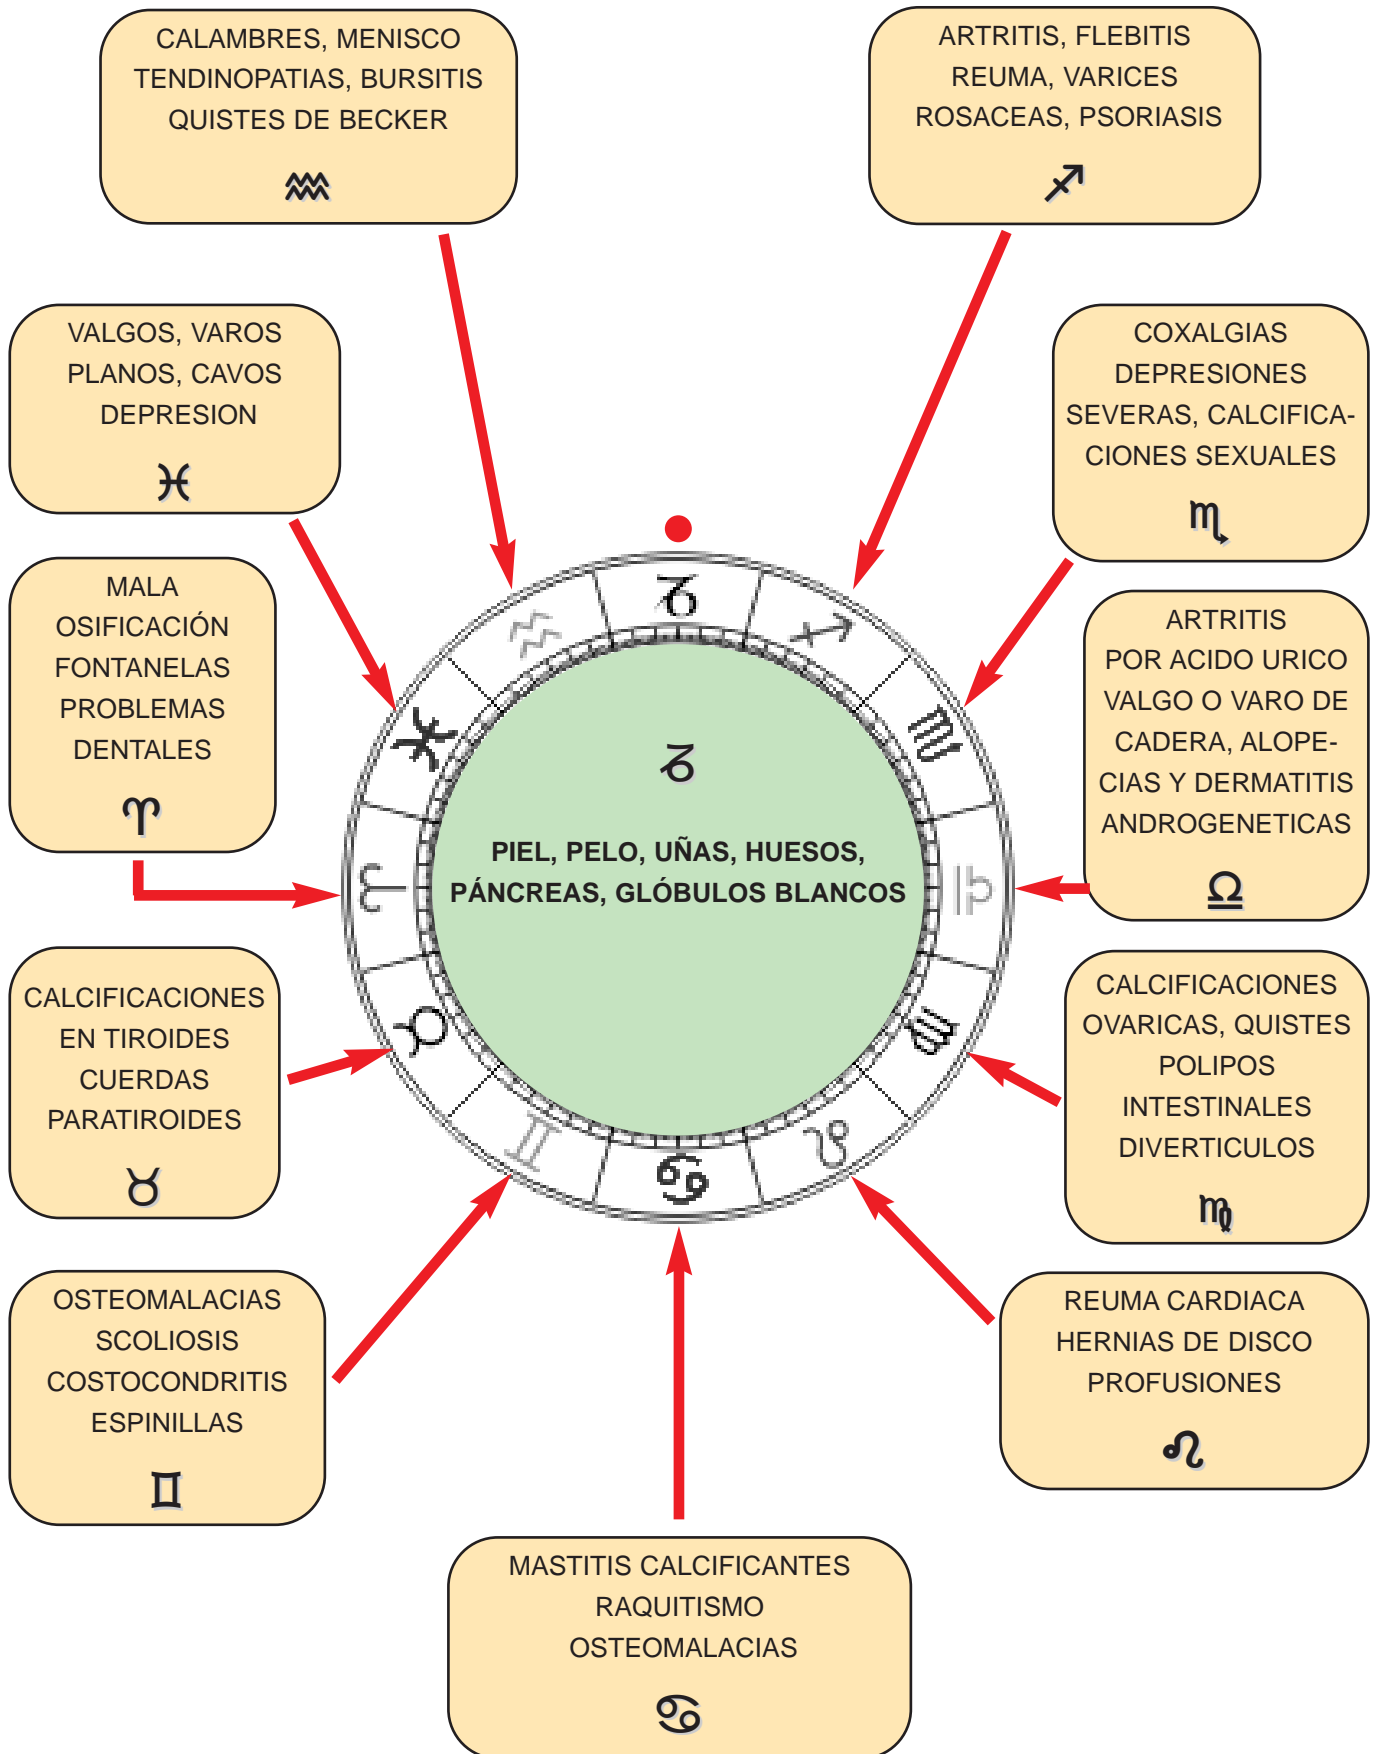 CALAMBRES, MENISCO
TENDINOPATIAS, BURSITIS
QUISTES DE BECKER
♒
ARTRITIS, FLEBITIS
REUMA, VARICES
ROSACEAS, PSORIASIS
♐
VALGOS, VAROS
PLANOS, CAVOS
DEPRESION
♓
COXALGIAS
DEPRESIONES
SEVERAS, CALCIFICA-
CIONES SEXUALES
♏
MALA
OSIFICACIÓN
FONTANELAS
PROBLEMAS
DENTALES
♈
ARTRITIS
POR ACIDO URICO
VALGO O VARO DE
CADERA, ALOPE-
CIAS Y DERMATITIS
ANDROGENETICAS
♎
♑
PIEL, PELO, UÑAS, HUESOS,
PÁNCREAS, GLÓBULOS BLANCOS
CALCIFICACIONES
EN TIROIDES
CUERDAS
PARATIROIDES
♉
CALCIFICACIONES
OVARICAS, QUISTES
POLIPOS
INTESTINALES
DIVERTICULOS
♍
OSTEOMALACIAS
SCOLIOSIS
COSTOCONDRITIS
ESPINILLAS
♊
REUMA CARDIACA
HERNIAS DE DISCO
PROFUSIONES
♌
MASTITIS CALCIFICANTES
RAQUITISMO
OSTEOMALACIAS
♋